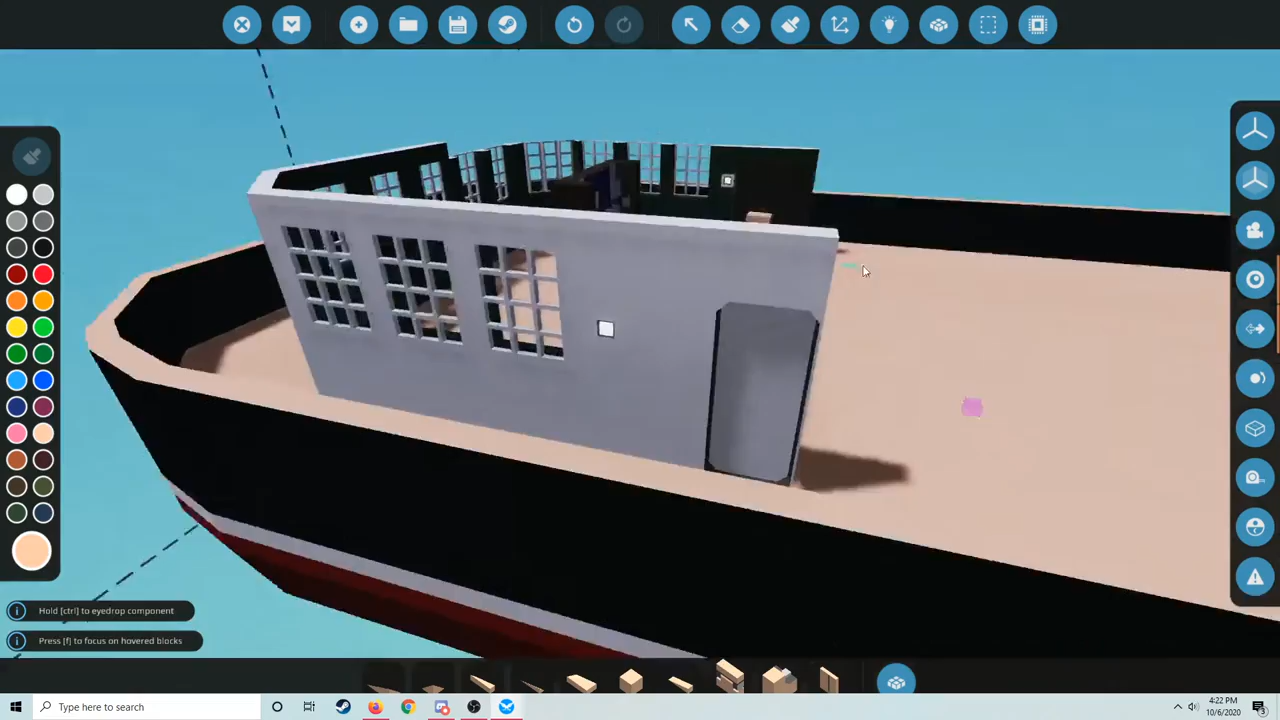 Hold [ctrl] to eyedrop component
Press [f] to focus on hovered blocks
Type here to search
4:22 PM
10/6/2020
3